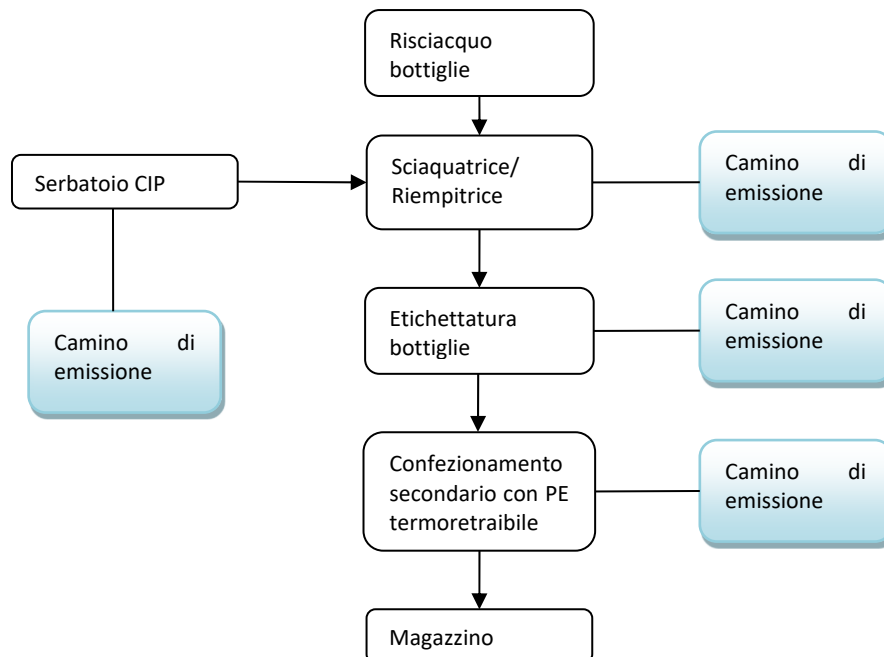 Risciacquo
bottiglie
Sciaquatrice/
Riempitrice
Camino di
emissione
Serbatoio CIP
Etichettatura
bottiglie
Camino di
emissione
Camino di
emissione
Confezionamento
secondario con PE
termoretraibile
Camino di
emissione
Magazzino